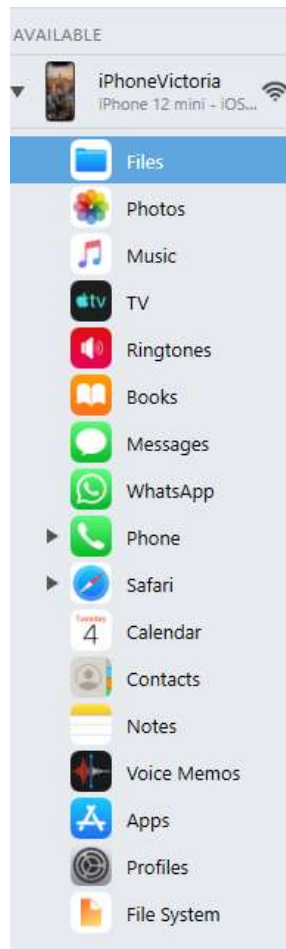 AVAILABLE
iPhoneVictoria
iPhone 12 mini - iOS...
Files
Photos
Music
tv
TV
Ringtones
Books
Messages
WhatsApp
Phone
Safari
Tuesday
4
Calendar
Contacts
Notes
Voice Memos
Apps
Profiles
File System